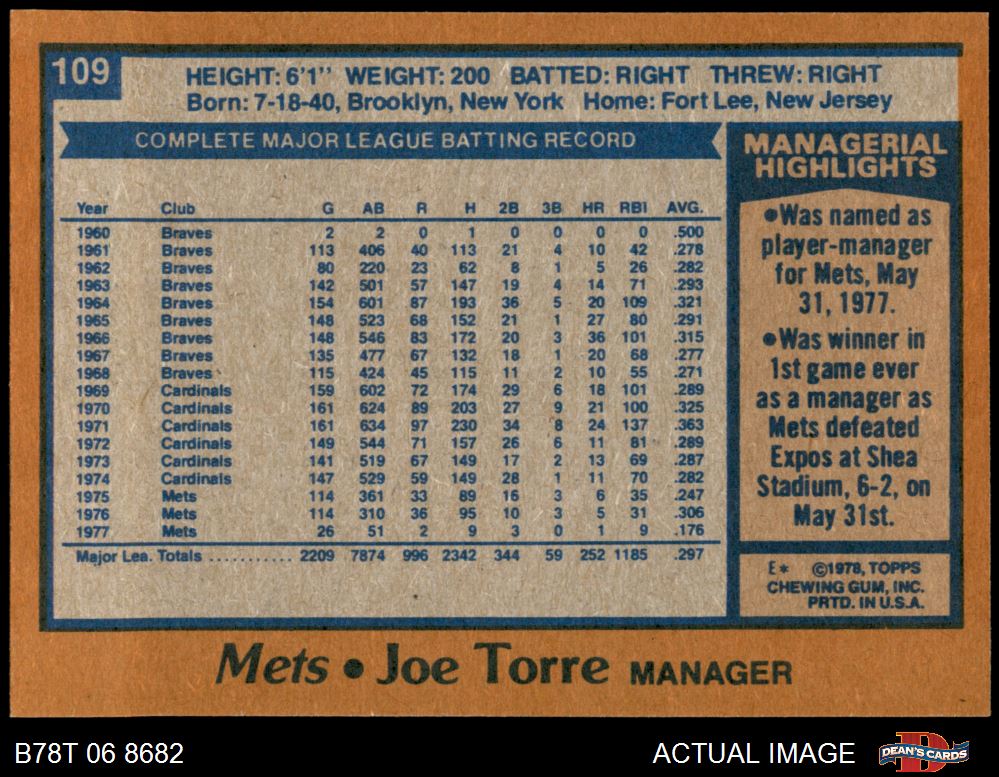 109
HEIGHT: 6'1" WEIGHT: 200 BATTED: RIGHT THREW: RIGHT
Born: 7-18-40, Brooklyn, New York Home: Fort Lee, New Jersey
COMPLETE MAJOR LEAGUE BATTING RECORD
Year Club G AB R H 2B 3B HR RBI AVG.
1960 Braves 2 2 0 1 0 0 0 0 .500
1961 Braves 113 406 40 113 21 4 10 42 .278
1962 Braves 80 220 23 62 8 1 5 26 .282
1963 Braves 142 501 57 147 19 4 14 71 .293
1964 Braves 154 601 87 193 36 5 20 109 .321
1965 Braves 148 523 68 152 21 1 27 80 .291
1966 Braves 148 546 83 172 20 3 36 101 .315
1967 Braves 135 477 67 132 18 1 20 68 .277
1968 Braves 115 424 45 115 11 2 10 55 .271
1969 Cardinals 159 602 72 174 29 6 18 101 .289
1970 Cardinals 161 624 89 203 27 9 21 100 .325
1971 Cardinals 161 634 97 230 34 8 24 137 .363
1972 Cardinals 149 544 71 157 26 6 11 81 .289
1973 Cardinals 141 519 67 149 17 2 13 69 .287
1974 Cardinals 147 529 59 149 28 1 11 70 .282
1975 Mets 114 361 33 89 16 3 6 35 .247
1976 Mets 114 310 36 95 10 3 5 31 .306
1977 Mets 26 51 2 9 3 0 1 9 .176
Major Lea. Totals .......... 2209 7874 996 2342 344 59 252 1185 .297
MANAGERIAL
HIGHLIGHTS
●Was named as
player-manager
for Mets, May
31, 1977.
●Was winner in
1st game ever
as a manager as
Mets defeated
Expos at Shea
Stadium, 6-2, on
May 31st.
E* ©1978, TOPPS
CHEWING GUM, INC.
PRTD. IN U.S.A.
Mets • Joe Torre MANAGER
B78T 06 8682
ACTUAL IMAGE
DEAN'S CARDS